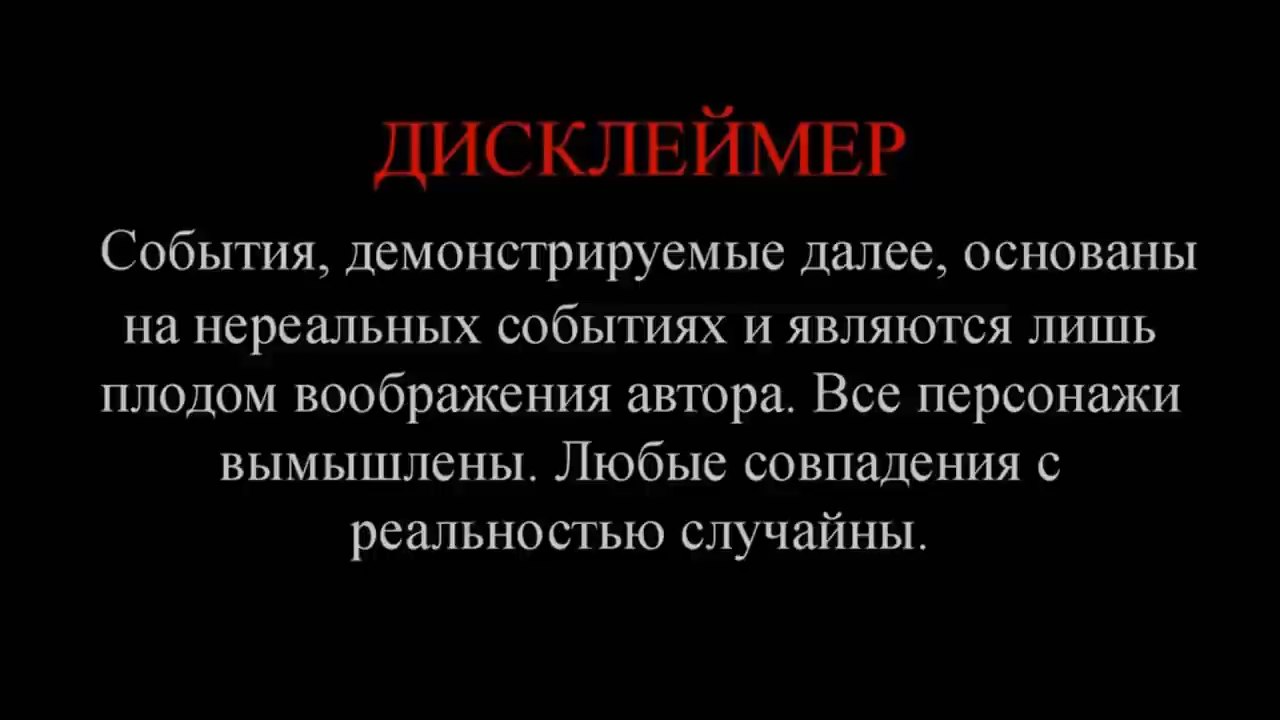 ДИСКЛЕЙМЕР
События, демонстрируемые далее, основаны
на нереальных событиях и являются лишь
плодом воображения автора. Все персонажи
вымышлены. Любые совпадения с
реальностью случайны.